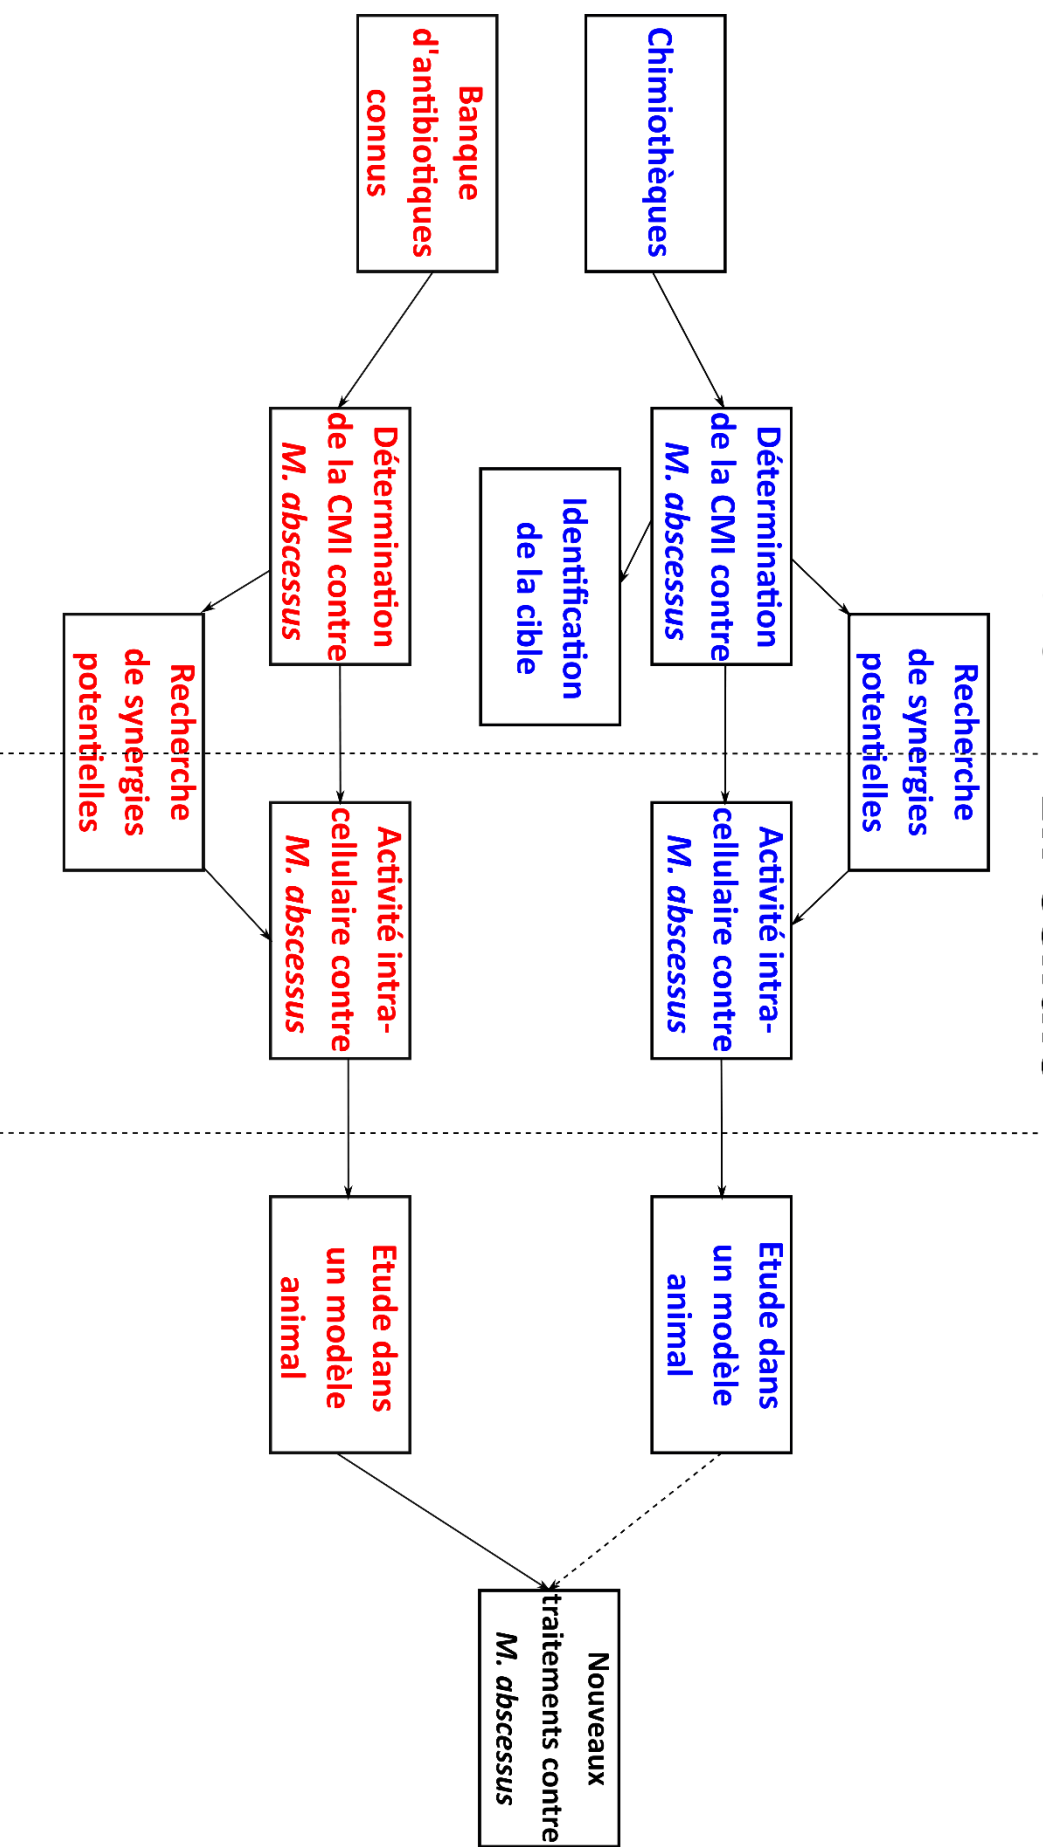 Chimiothèques
Banque
d'antibiotiques
connus
Recherche
de synergies
potentielles
Détermination
de la CMI contre
M. abscessus
Identification
de la cible
Détermination
de la CMI contre
M. abscessus
Recherche
de synergies
potentielles
Activité intra-
cellulaire contre
M. abscessus
Activité intra-
cellulaire contre
M. abscessus
Etude dans
un modèle
animal
Etude dans
un modèle
animal
Nouveaux
traitements contre
M. abscessus